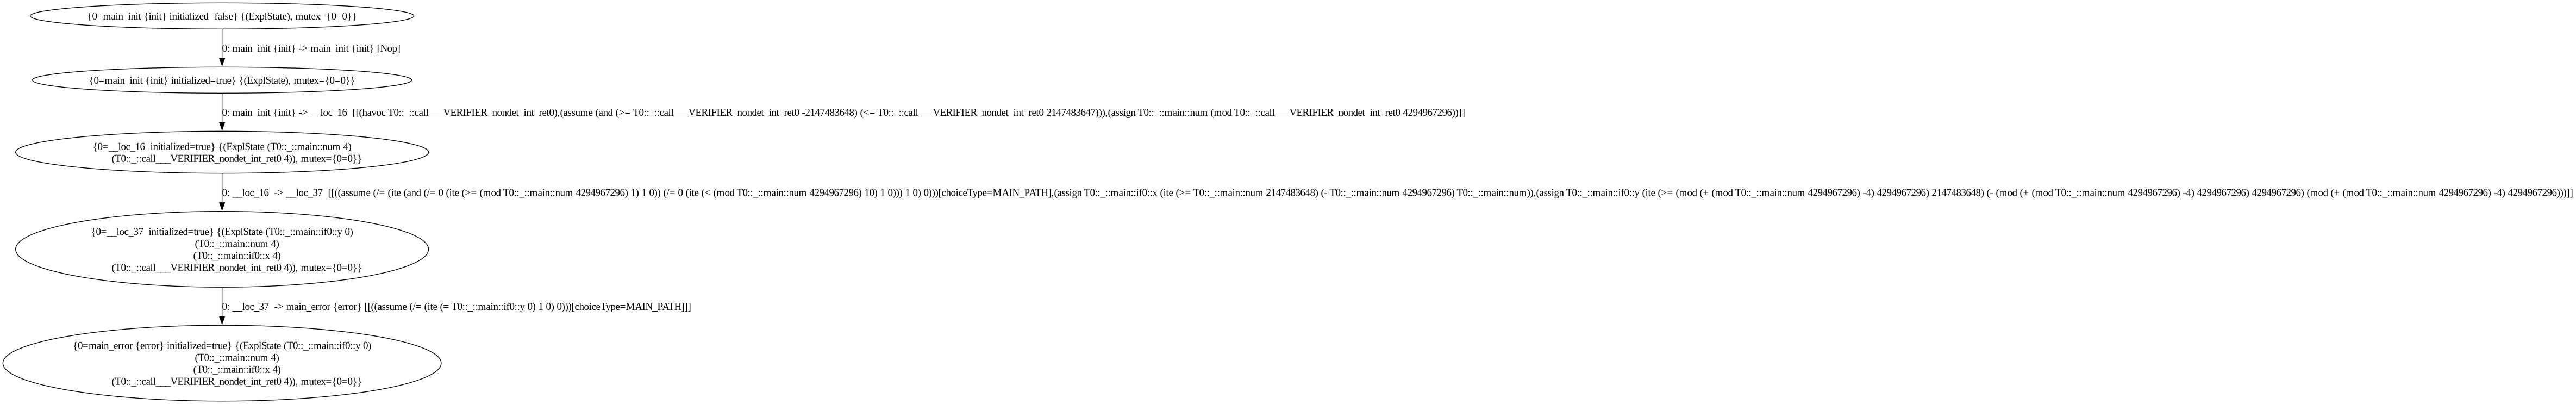 {0=main_init {init} initialized=false} {(ExplState), mutex={0=0}}
0: main_init {init} -> main_init {init} [Nop]
{0=main_init {init} initialized=true} {(ExplState), mutex={0=0}}
0: main_init {init} -> __loc_16  [[(havoc T0::_::call___VERIFIER_nondet_int_ret0),(assume (and (>= T0::_::call___VERIFIER_nondet_int_ret0 -2147483648) (<= T0::_::call___VERIFIER_nondet_int_ret0 2147483647))),(assign T0::_::main::num (mod T0::_::call___VERIFIER_nondet_int_ret0 4294967296))]]
{0=__loc_16  initialized=true} {(ExplState (T0::_::main::num 4)
(T0::_::call___VERIFIER_nondet_int_ret0 4)), mutex={0=0}}
0: __loc_16  -> __loc_37  [[((assume (/= (ite (and (/= 0 (ite (>= (mod T0::_::main::num 4294967296) 1) 1 0)) (/= 0 (ite (< (mod T0::_::main::num 4294967296) 10) 1 0))) 1 0) 0)))[choiceType=MAIN_PATH],(assign T0::_::main::if0::x (ite (>= T0::_::main::num 2147483648) (- T0::_::main::num 4294967296) T0::_::main::num)),(assign T0::_::main::if0::y (ite (>= (mod (+ (mod T0::_::main::num 4294967296) -4) 4294967296) 2147483648) (- (mod (+ (mod T0::_::main::num 4294967296) -4) 4294967296) 4294967296) (mod (+ (mod T0::_::main::num 4294967296) -4) 4294967296)))]]
{0=__loc_37  initialized=true} {(ExplState (T0::_::main::if0::y 0)
(T0::_::main::num 4)
(T0::_::main::if0::x 4)
(T0::_::call___VERIFIER_nondet_int_ret0 4)), mutex={0=0}}
0: __loc_37  -> main_error {error} [[((assume (/= (ite (= T0::_::main::if0::y 0) 1 0) 0)))[choiceType=MAIN_PATH]]]
{0=main_error {error} initialized=true} {(ExplState (T0::_::main::if0::y 0)
(T0::_::main::num 4)
(T0::_::main::if0::x 4)
(T0::_::call___VERIFIER_nondet_int_ret0 4)), mutex={0=0}}